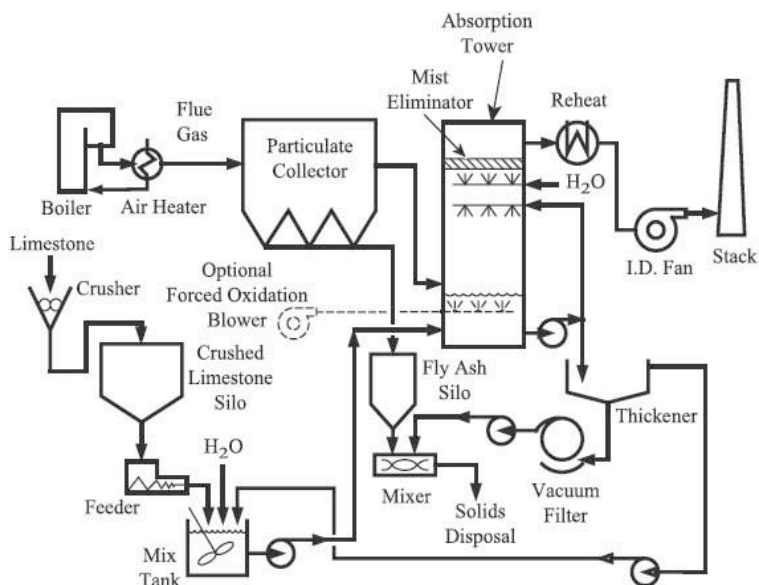 Absorption
Tower
Mist
Eliminator
Reheat
Flue
Gas
Particulate
Collector
H2O
Boiler
Air Heater
I.D. Fan
Stack
Limestone
Crusher
Optional
Forced Oxidation
Blower
Crushed
Limestone
Silo
Fly Ash
Silo
Thickener
H2O
Feeder
Mixer
Vacuum
Filter
Solids
Disposal
Mix
Tank